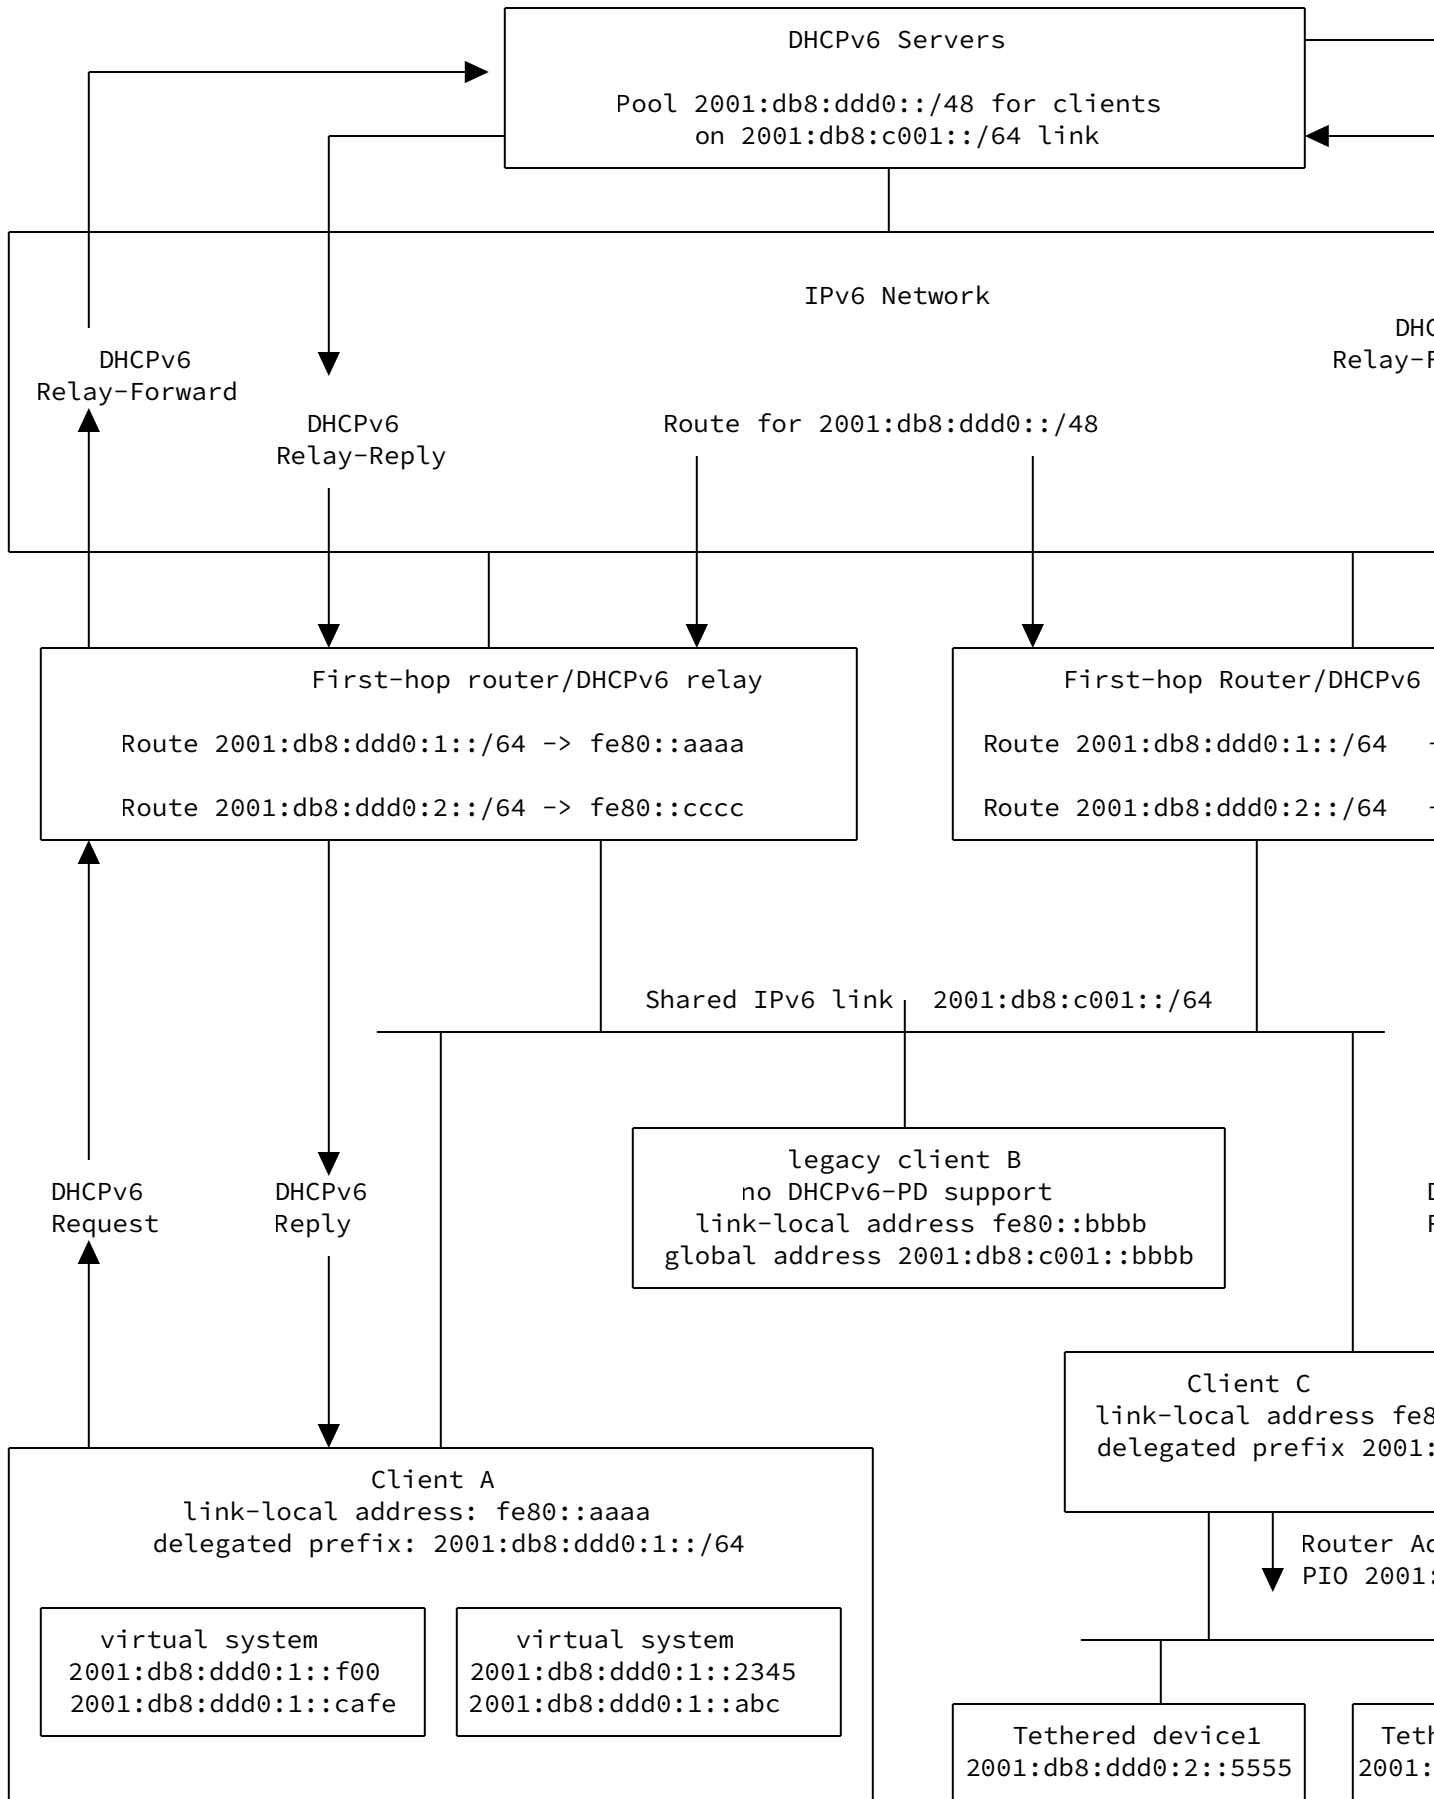 DHCPv6 Servers
Pool 2001:db8:ddd0::/48 for clients
on 2001:db8:c001::/64 link
IPv6 Network
DHCPv6
Relay-Forward
DHCPv6
Relay-Reply
Route for 2001:db8:ddd0::/48
Relay-
First-hop router/DHCPv6 relay
Route 2001:db8:ddd0:1::/64 -> fe80::aaaa
Route 2001:db8:ddd0:2::/64 -> fe80::cccc
First-hop Router/DHCPv6
Route 2001:db8:ddd0:1::/64
Route 2001:db8:ddd0:2::/64
Shared IPv6 link 2001:db8:c001::/64
DHCPv6
Request
DHCPv6
Reply
legacy client B
no DHCPv6-PD support
link-local address fe80::bbbb
global address 2001:db8:c001::bbbb
Client C
link-local address
delegated prefix 2001:
Router
PIO 2001:
Client A
link-local address: fe80::aaaa
delegated prefix: 2001:db8:ddd0:1::/64
virtual system
2001:db8:ddd0:1::f00
2001:db8:ddd0:1::cafe
virtual system
2001:db8:ddd0:1::2345
2001:db8:ddd0:1::abc
Tethered device1
2001:db8:ddd0:2::5555
2001: